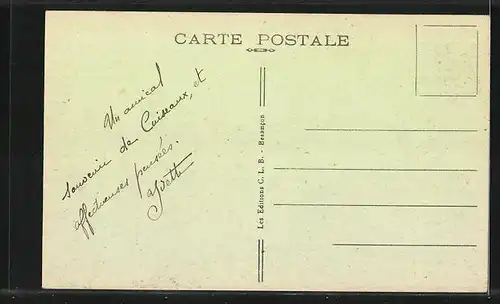 CARTE POSTALE
Un amical
souvenir de Cuiseaux, et
affectueuses pensées.
Yvette
Les Editions C. L. B. - Besançon